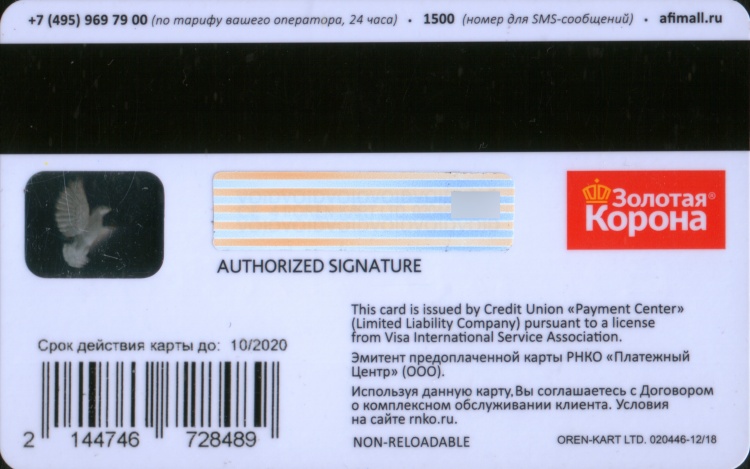 +7 (495) 969 79 00 (по тарифу вашего оператора, 24 часа) • 1500 (номер для SMS-сообщений) • afimall.ru
Золотая®
Корона
AUTHORIZED SIGNATURE
This card is issued by Credit Union «Payment Center»
(Limited Liability Company) pursuant to a license
from Visa International Service Association.
Эмитент предоплаченной карты РНКО «Платежный
Центр» (ООО).
Используя данную карту,Вы соглашаетесь с Договором
о комплексном обслуживании клиента. Условия
на сайте rnko.ru.
Срок действия карты до: 10/2020
2 144746 728489
NON-RELOADABLE
OREN-KART LTD. 020446-12/18